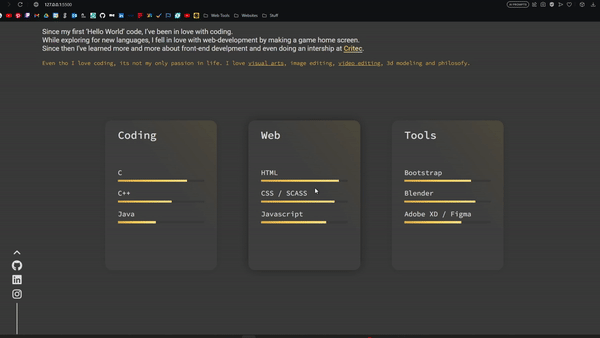 127.0.0.1:5500
Web Tools
Websites
Stuff
Since my first 'Hello World' code, I've been in love with coding.
While exploring for new languages, I fell in love with web-development by making a game home screen.
Since then I've learned more and more about front-end develpment and even doing an intership at Critec.
Even tho I love coding, its not my only passion in life. I love visual arts, image editing, video editing, 3d modeling and philosofy.
Coding
C
C++
Java
Web
HTML
CSS / SCASS
Javascript
Tools
Bootstrap
Blender
Adobe XD / Figma